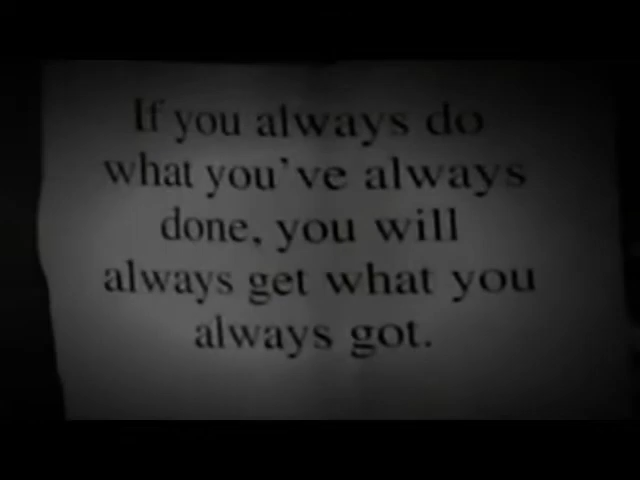 If you always do
what you've always
done, you will
always get what you
always got.